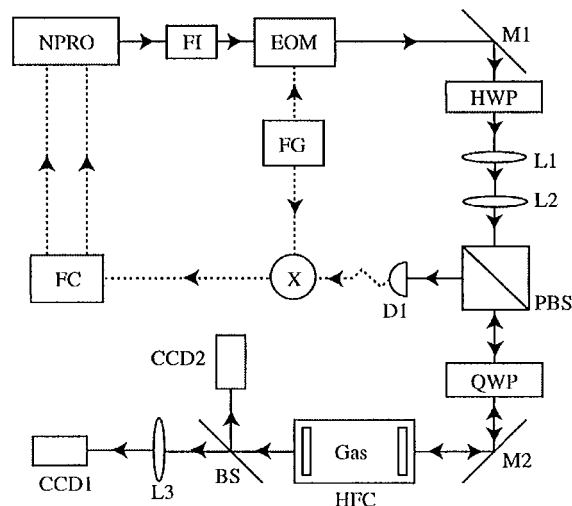 NPRO
FI
EOM
M1
HWP
FG
L1
L2
FC
X
D1
PBS
CCD2
QWP
Gas
M2
CCD1
L3
BS
HFC